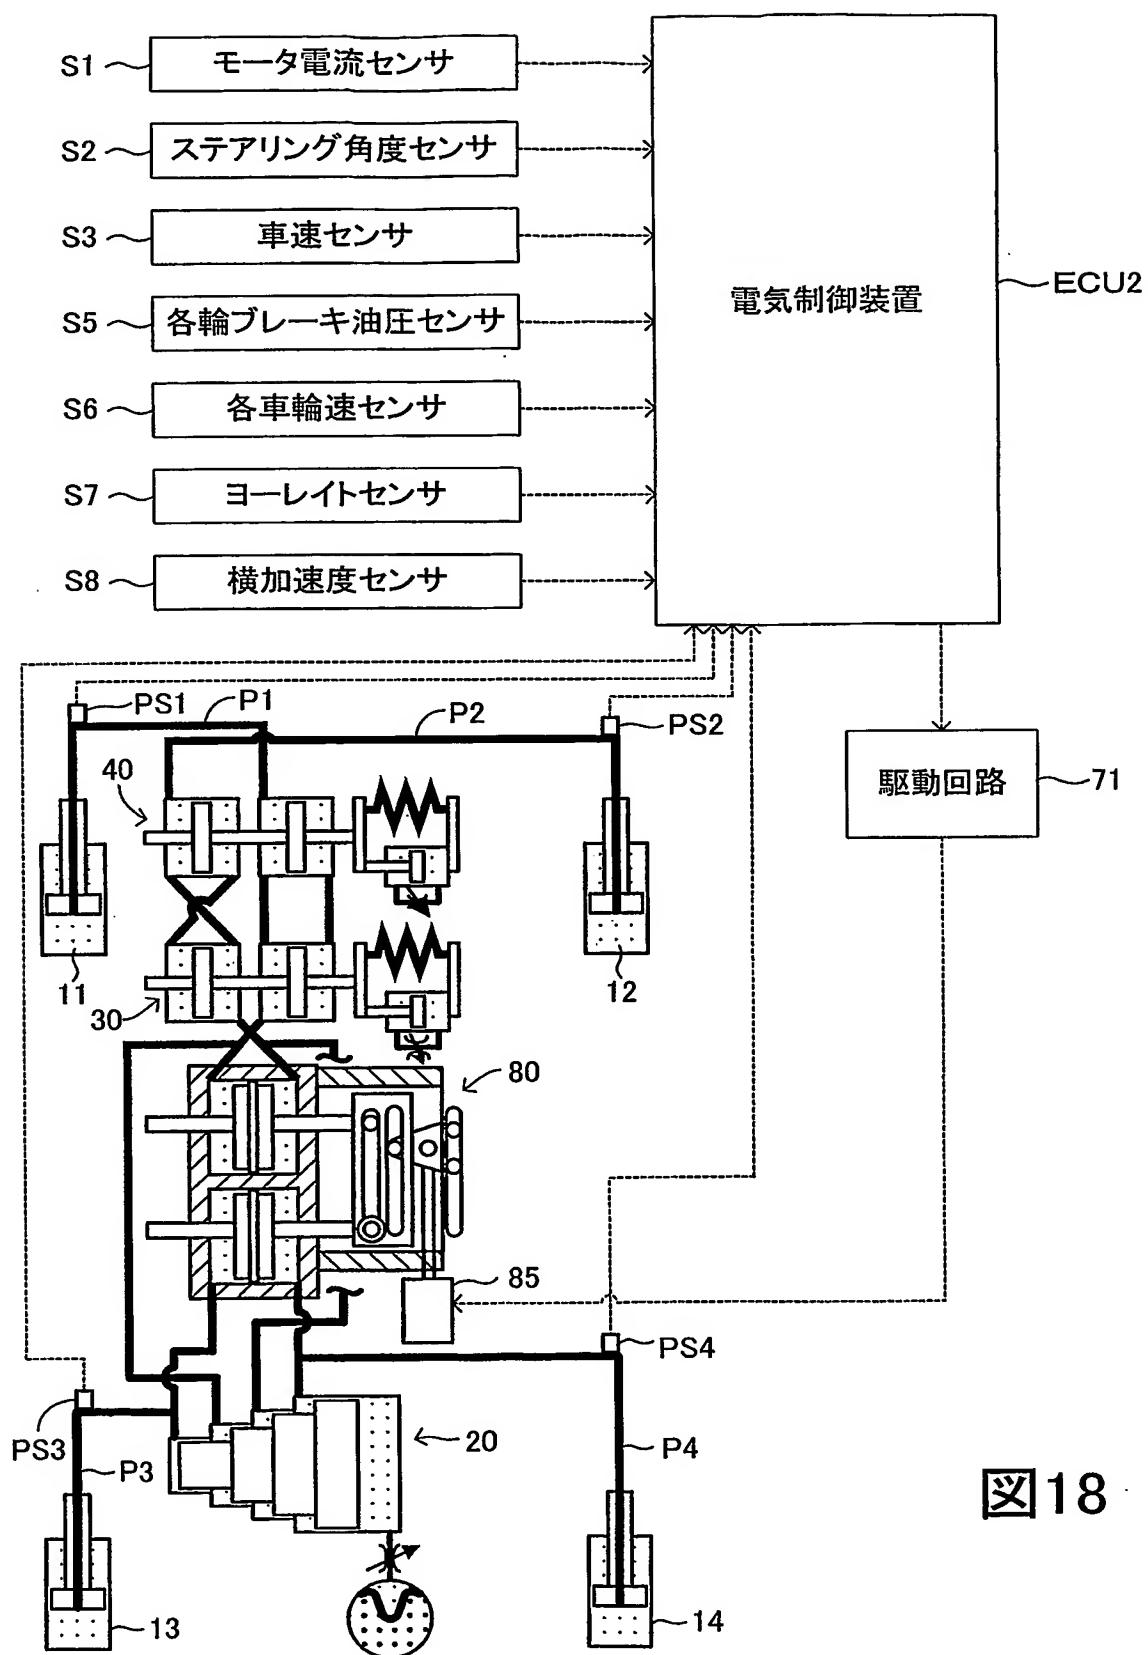 S1 モータ電流センサ
S2 ステアリング角度センサ
S3 車速センサ
S5 各輪ブレーキ油圧センサ
S6 各車輪速センサ
S7 ヨーレイトセンサ
S8 横加速度センサ
電気制御装置
ECU2
PS1
P1
P2
PS2
駆動回路
71
40
11
12
30
80
85
PS4
PS3
P3
20
P4
13
14
図18